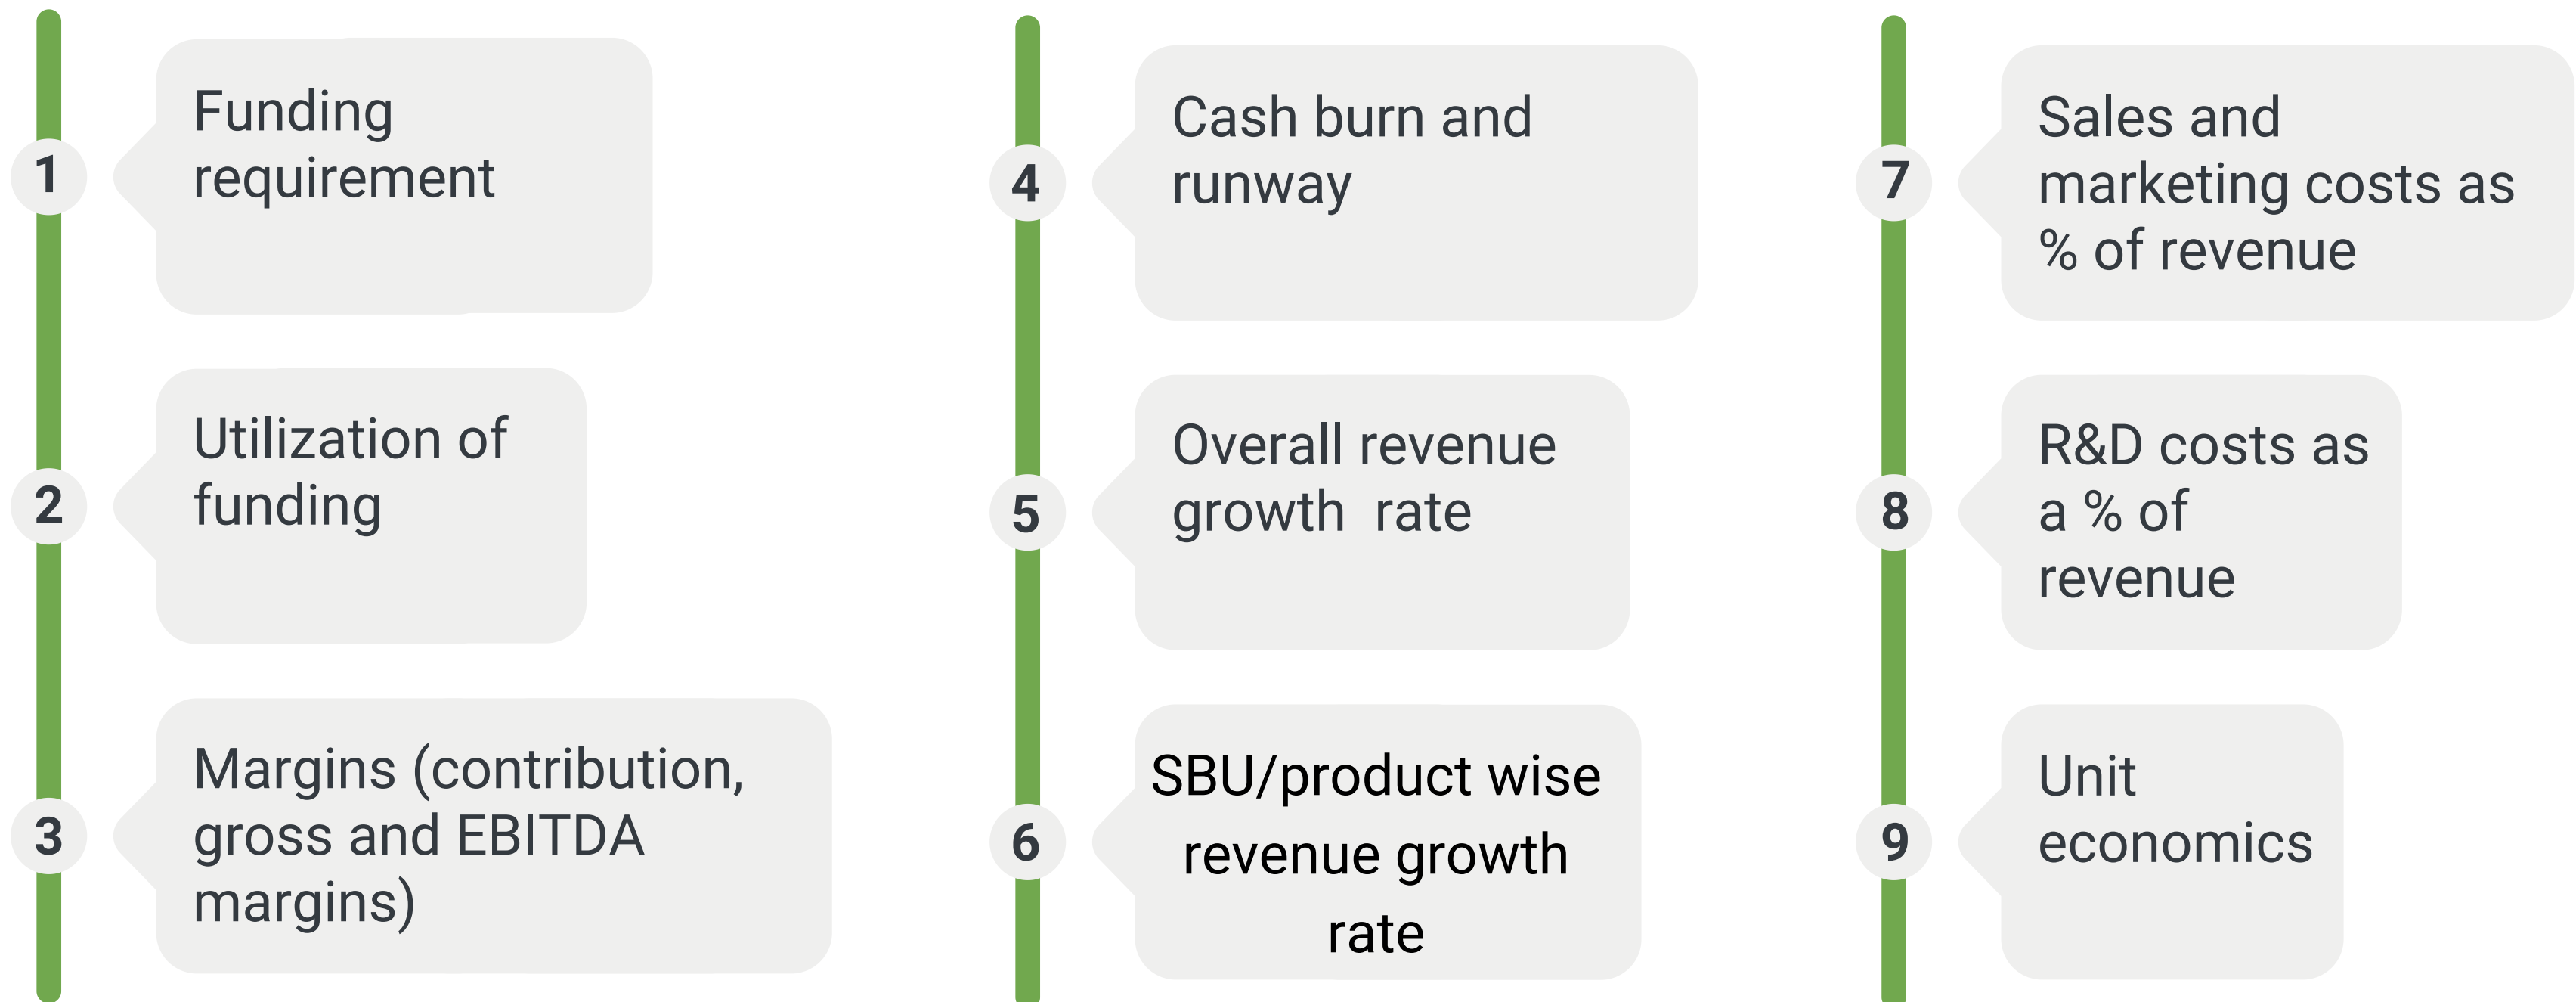 1
Funding
requirement
2
Utilization of
funding
3
Margins (contribution,
gross and EBITDA
margins)
4
Cash burn and
runway
5
Overall revenue
growth  rate
6
SBU/product wise
revenue growth
rate
7
Sales and
marketing costs as
% of revenue
8
R&D costs as
a % of
revenue
9
Unit
economics